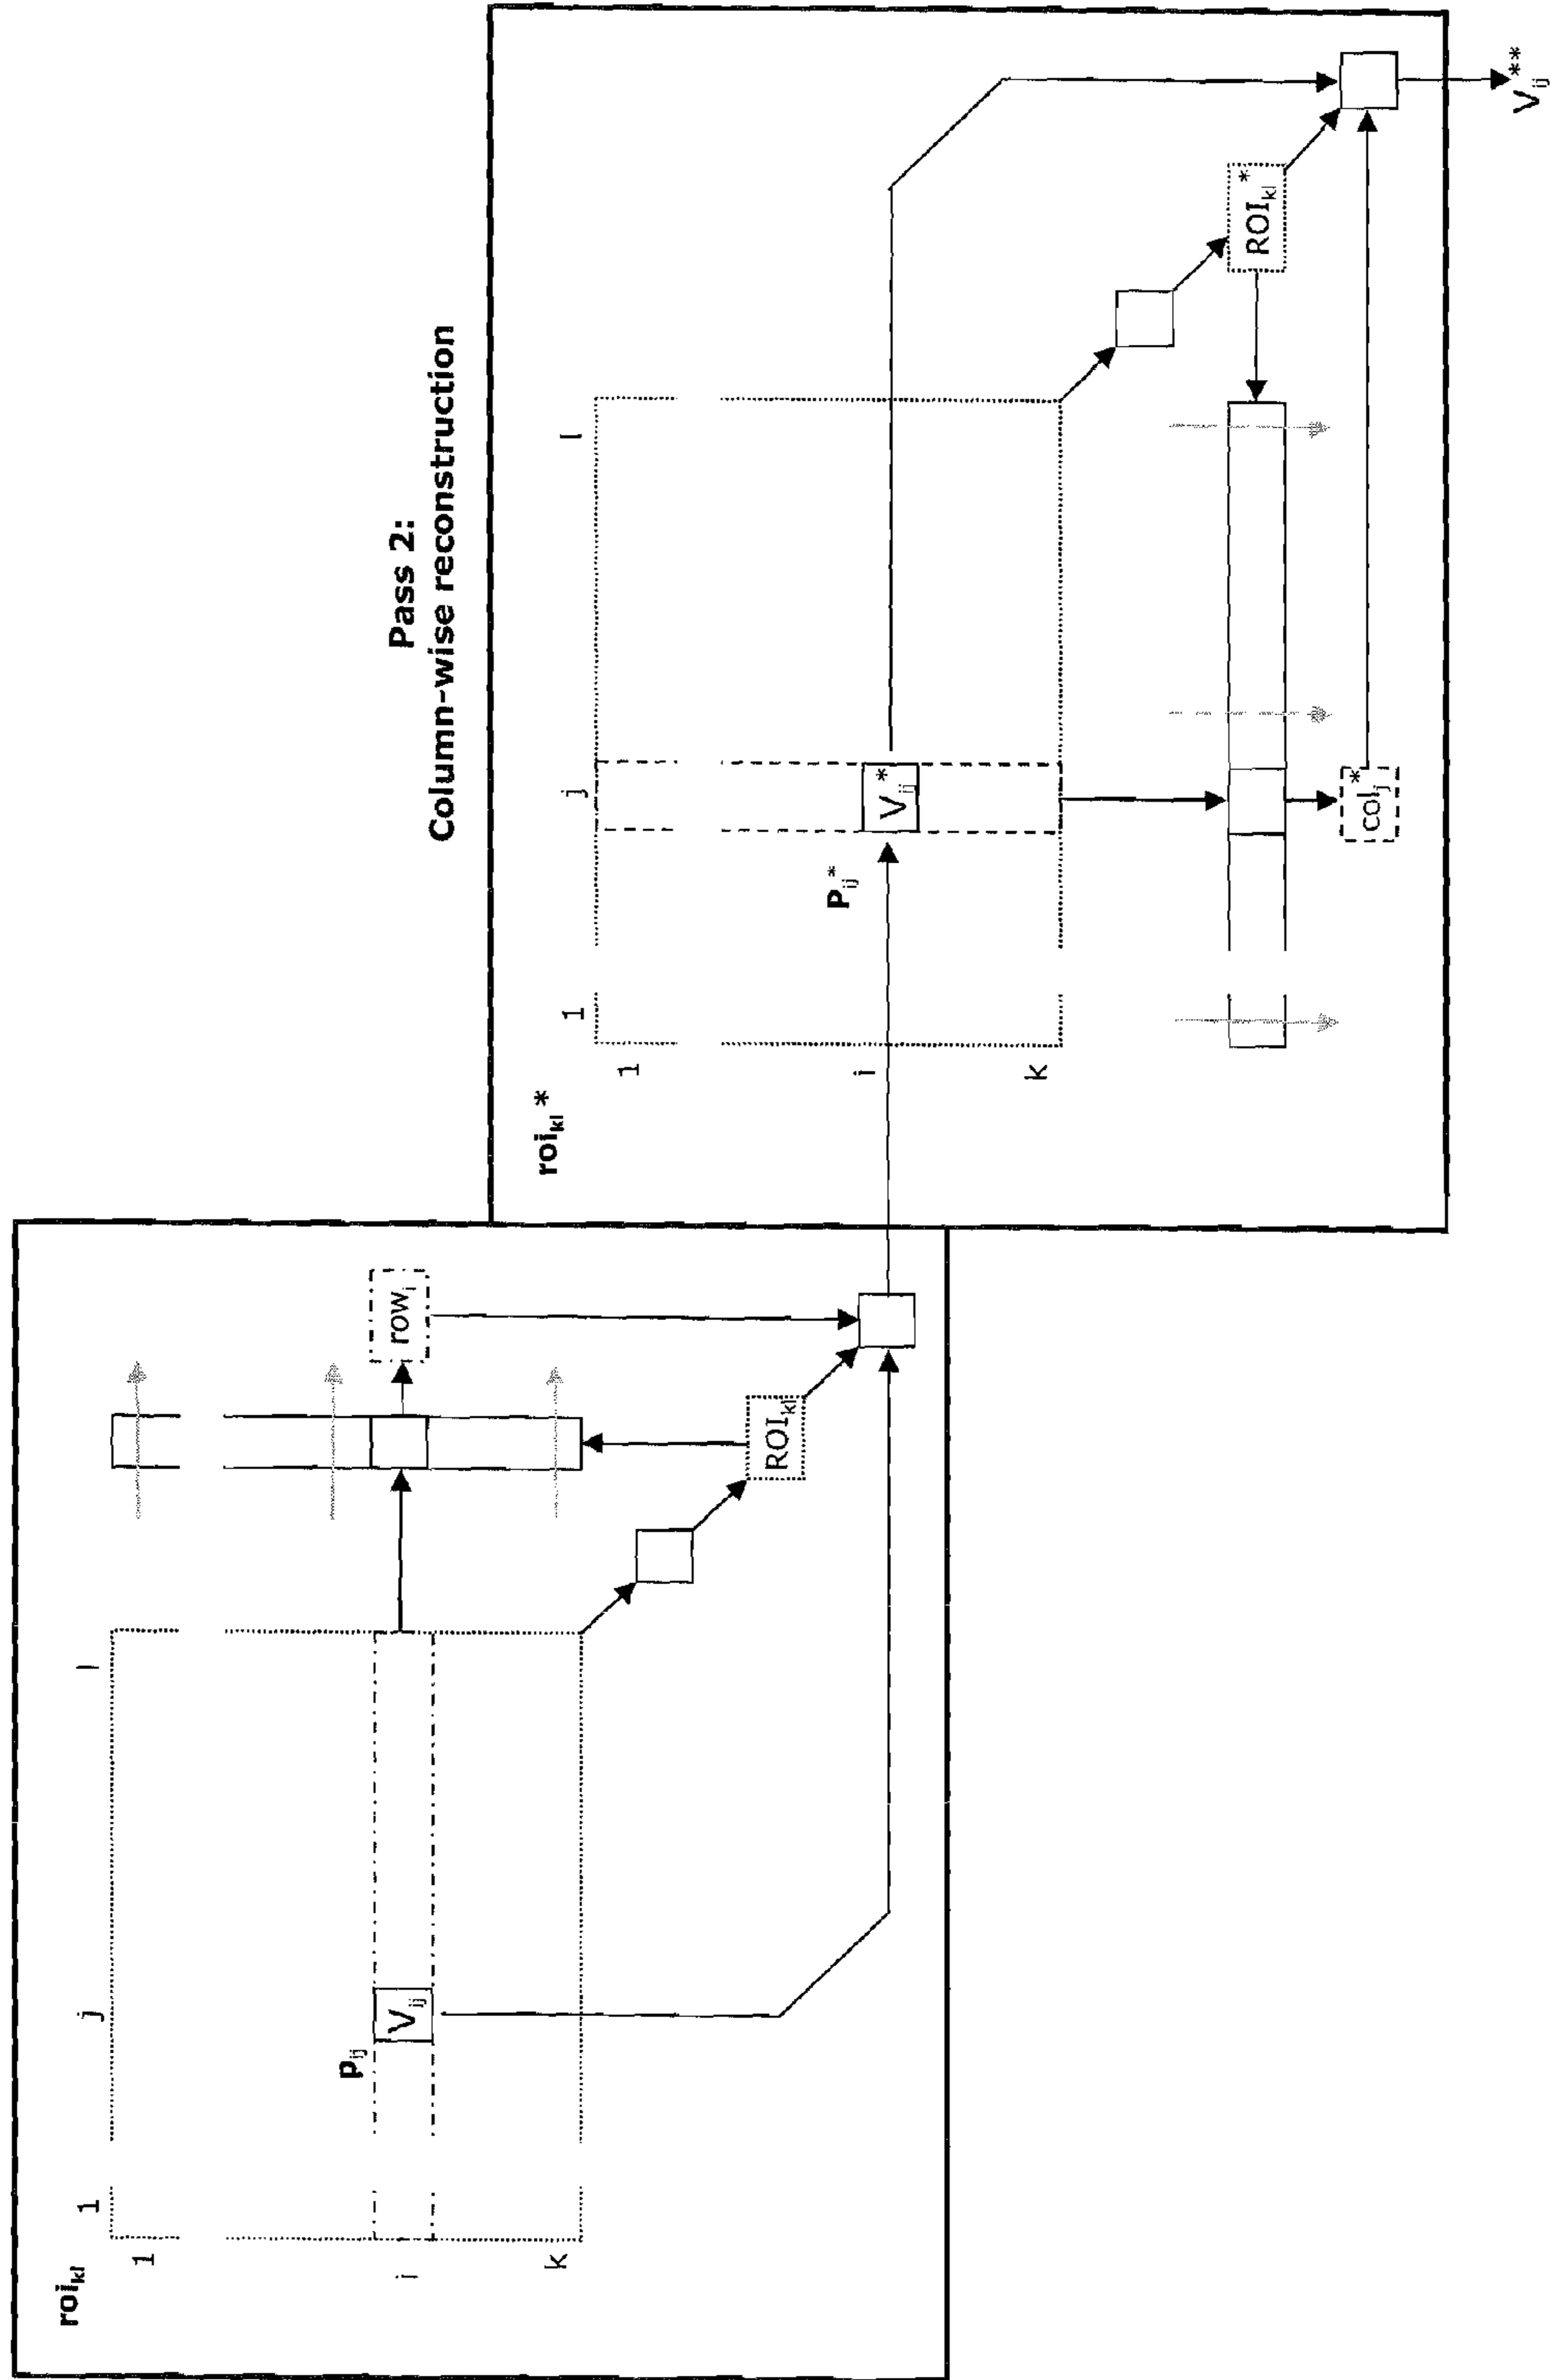 roi_kl
1
j
l
1
i
k
p_ij
V_ij
row_i
ROI_kl
Pass 2:
Column-wise reconstruction
roi_kl*
1
j
l
1
i
k
P_ij*
V_ij*
ROI_kl*
col_j*
V_ij**